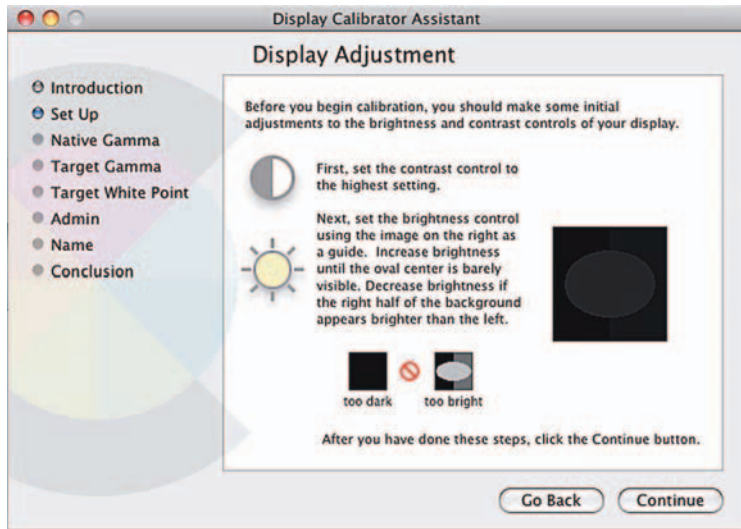 Display Calibrator Assistant
Display Adjustment
Introduction
Set Up
Native Gamma
Target Gamma
Target White Point
Admin
Name
Conclusion
Before you begin calibration, you should make some initial
adjustments to the brightness and contrast controls of your display.
First, set the contrast control to
the highest setting.
Next, set the brightness control
using the image on the right as
a guide. Increase brightness
until the oval center is barely
visible. Decrease brightness if
the right half of the background
appears brighter than the left.
too dark
too bright
After you have done these steps, click the Continue button.
Go Back
Continue